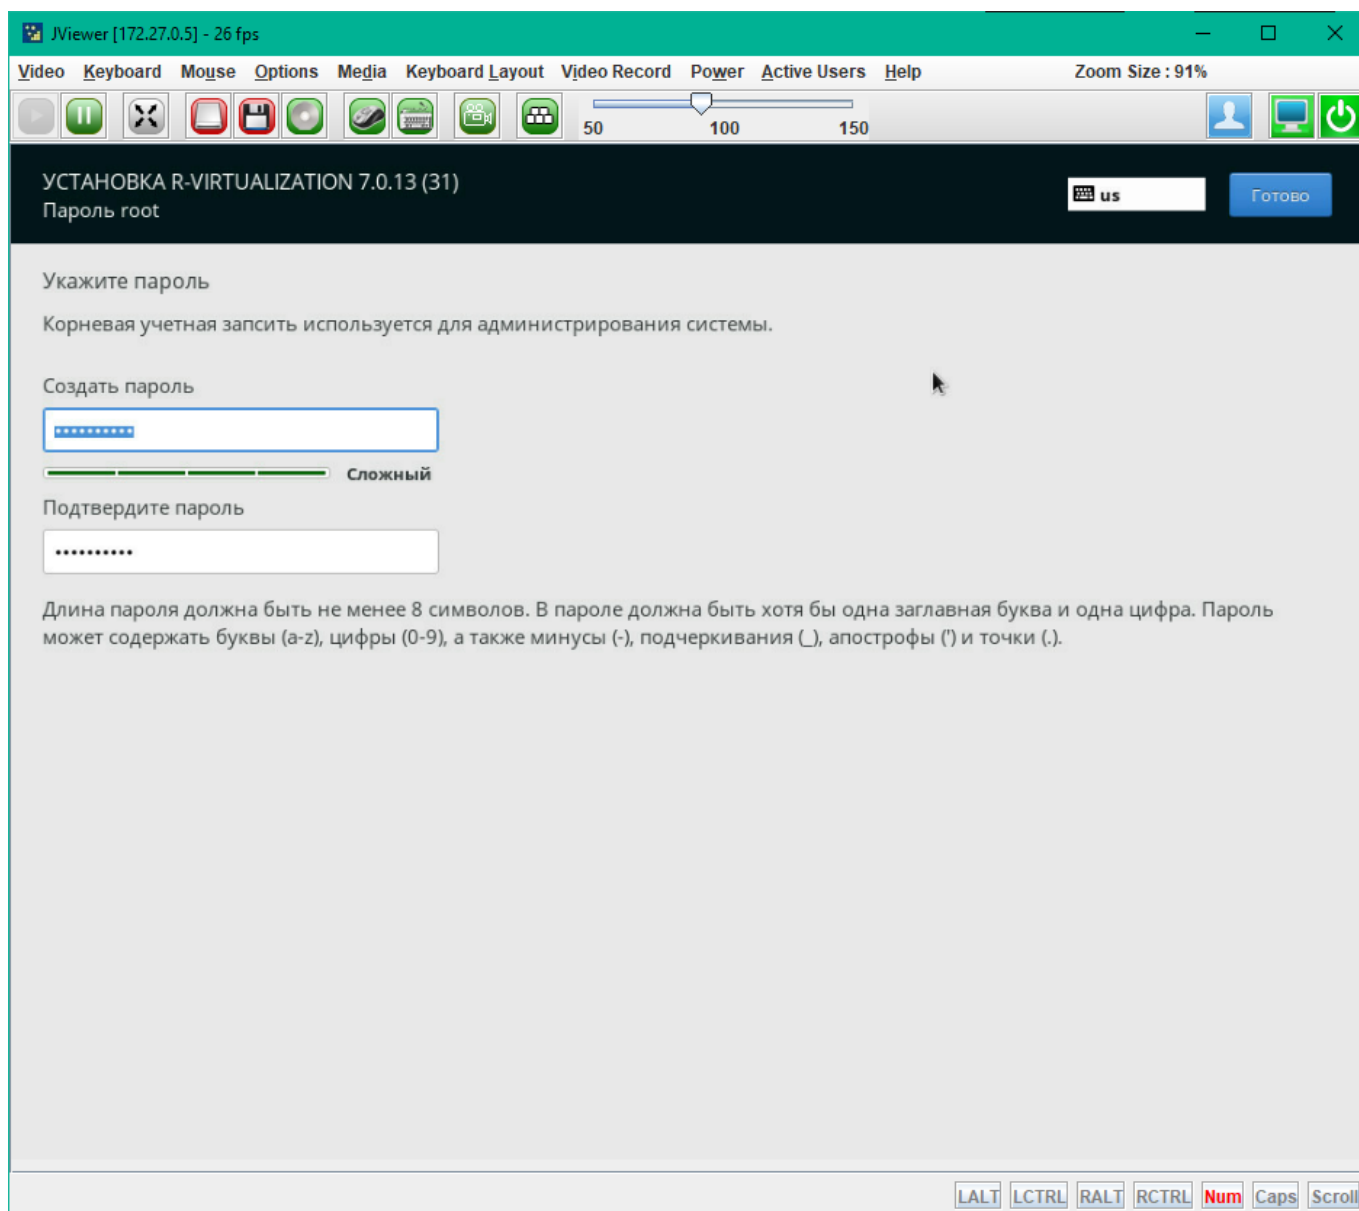 JViewer [172.27.0.5] - 26 fps
Video Keyboard Mouse Options Media Keyboard Layout Video Record Power Active Users Help Zoom Size : 91%
50 100 150
УСТАНОВКА R-VIRTUALIZATION 7.0.13 (31)
Пароль root
us
Готово
Укажите пароль
Корневая учетная запсить используется для администрирования системы.
Создать пароль
Сложный
Подтвердите пароль
Длина пароля должна быть не менее 8 символов. В пароле должна быть хотя бы одна заглавная буква и одна цифра. Пароль
может содержать буквы (a-z), цифры (0-9), а также минусы (-), подчеркивания (_), апострофы (') и точки (.).
LALT LCTRL RALT RCTRL Num Caps Scroll